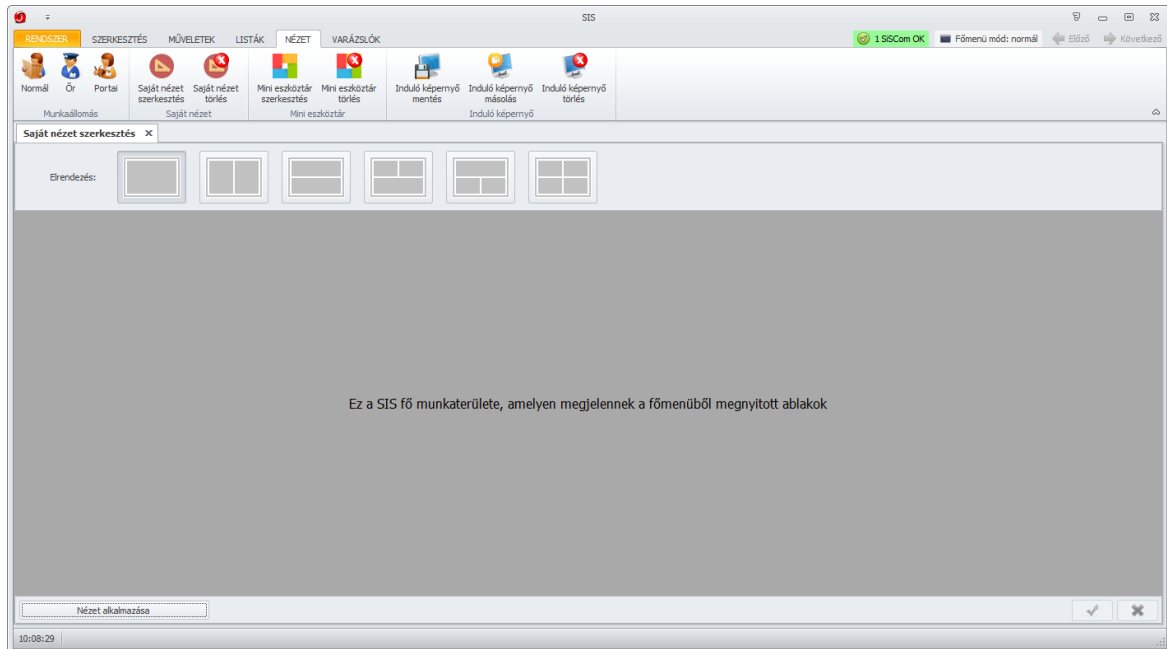 SIS
RENDSZER SZERKESZTÉS MŰVELETEK LISTÁK NÉZET VARÁZSLÓK 1 SiSCom OK Főmenü mód: normál Előző Következő
Normál Őr Portai Saját nézet szerkesztés Saját nézet törlés Mini eszköztár szerkesztés Mini eszköztár törlés Induló képernyő mentés Induló képernyő másolás Induló képernyő törlés
Munkaállomás Saját nézet Mini eszköztár Induló képernyő
Saját nézet szerkesztés
Elrendezés:
Ez a SIS fő munkaterülete, amelyen megjelennek a főmenüből megnyitott ablakok
Nézet alkalmazása
10:08:29